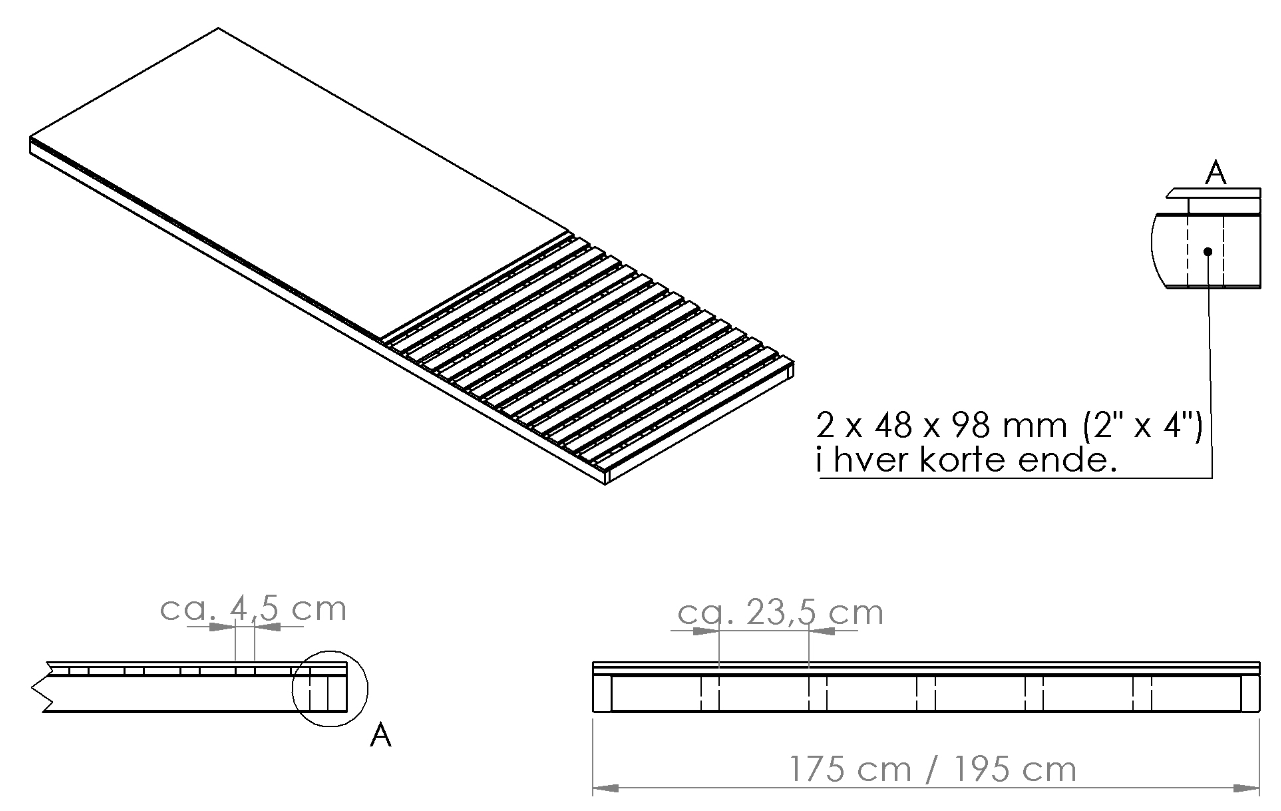 A
2 x 48 x 98 mm (2" x 4")
i hver korte ende.
ca. 4,5 cm
ca. 23,5 cm
A
175 cm / 195 cm